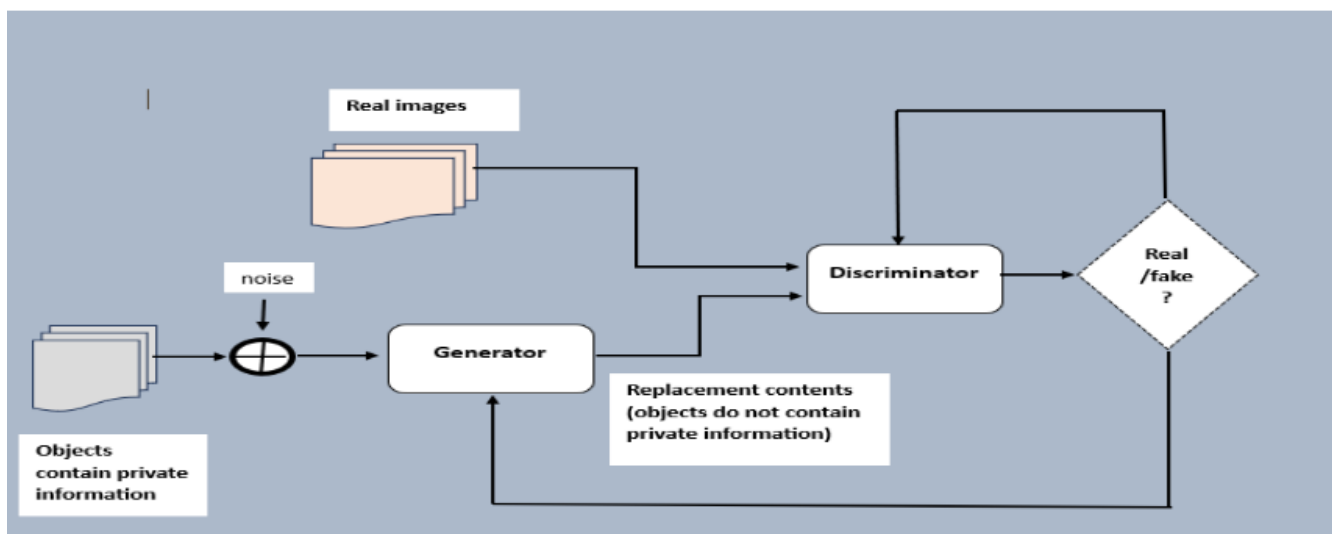 Real images
noise
Discriminator
Real
/fake
?
Generator
Replacement contents
(objects do not contain
private information)
Objects
contain private
information